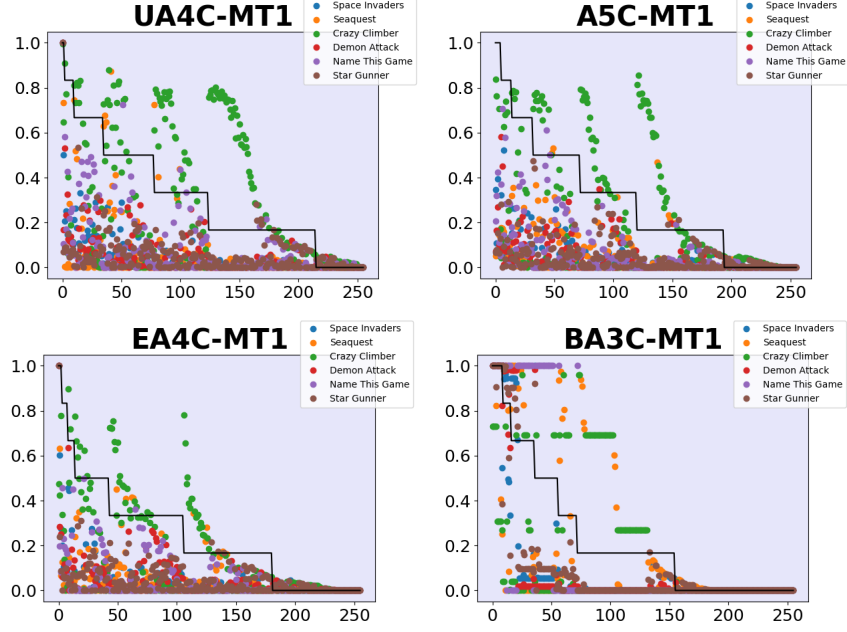 UA4C-MT1
Space Invaders
Seaquest
Crazy Climber
Demon Attack
Name This Game
Star Gunner
1.0
0.8
0.6
0.4
0.2
0.0
0 50 100 150 200 250
A5C-MT1
Space Invaders
Seaquest
Crazy Climber
Demon Attack
Name This Game
Star Gunner
1.0
0.8
0.6
0.4
0.2
0.0
0 50 100 150 200 250
EA4C-MT1
Space Invaders
Seaquest
Crazy Climber
Demon Attack
Name This Game
Star Gunner
1.0
0.8
0.6
0.4
0.2
0.0
0 50 100 150 200 250
BA3C-MT1
Space Invaders
Seaquest
Crazy Climber
Demon Attack
Name This Game
Star Gunner
1.0
0.8
0.6
0.4
0.2
0.0
0 50 100 150 200 250